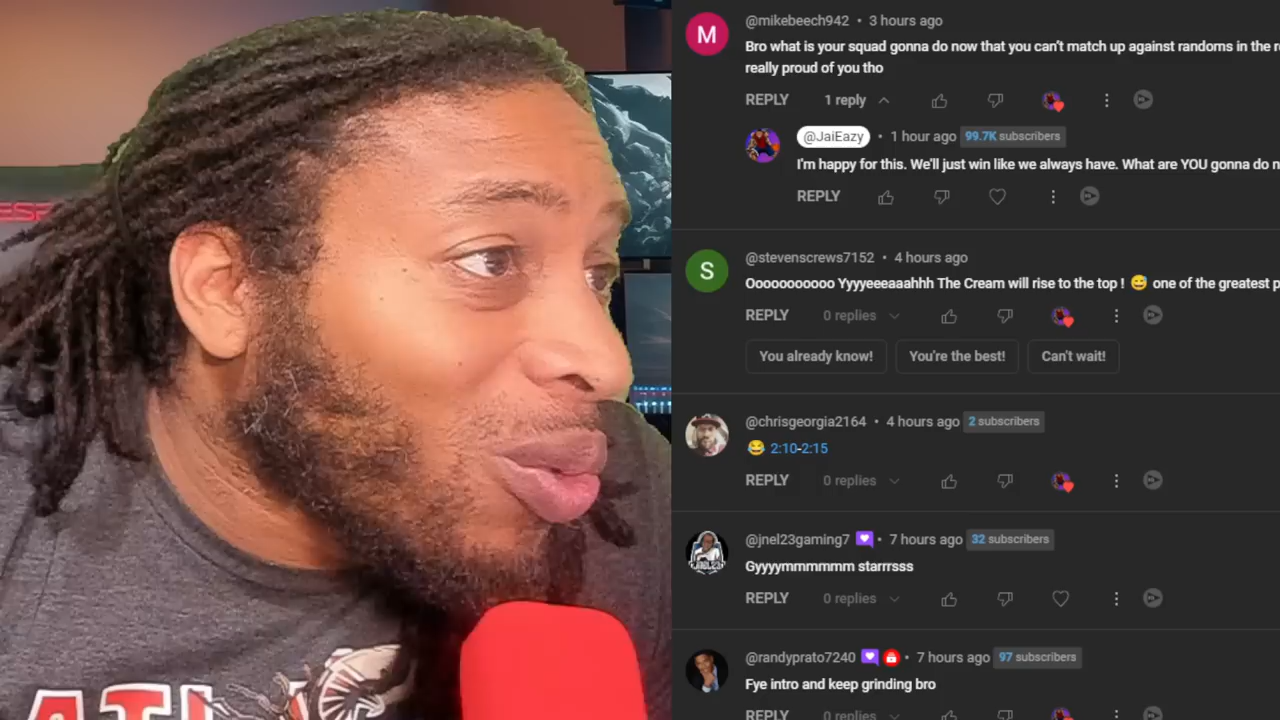 @mikebeech942 • 3 hours ago
Bro what is your squad gonna do now that you can't match up against randoms in the
really proud of you tho
REPLY 1 reply
@JaiEazy • 1 hour ago 99.7K subscribers
I'm happy for this. We'll just win like we always have. What are YOU gonna do
REPLY
@stevenscrews7152 • 4 hours ago
Ooooooooooo Yyyyeeeaaahhh The Cream will rise to the top ! 😅 one of the greatest
REPLY 0 replies
You already know! You're the best! Can't wait!
@chrisgeorgia2164 • 4 hours ago 2 subscribers
😂 2:10-2:15
REPLY 0 replies
@jnel23gaming7 • 7 hours ago 32 subscribers
Gyyyymmmmmm starrrsss
REPLY 0 replies
@randyprato7240 • 7 hours ago 97 subscribers
Fye intro and keep grinding bro
REPLY 0 replies
M
S
ATL